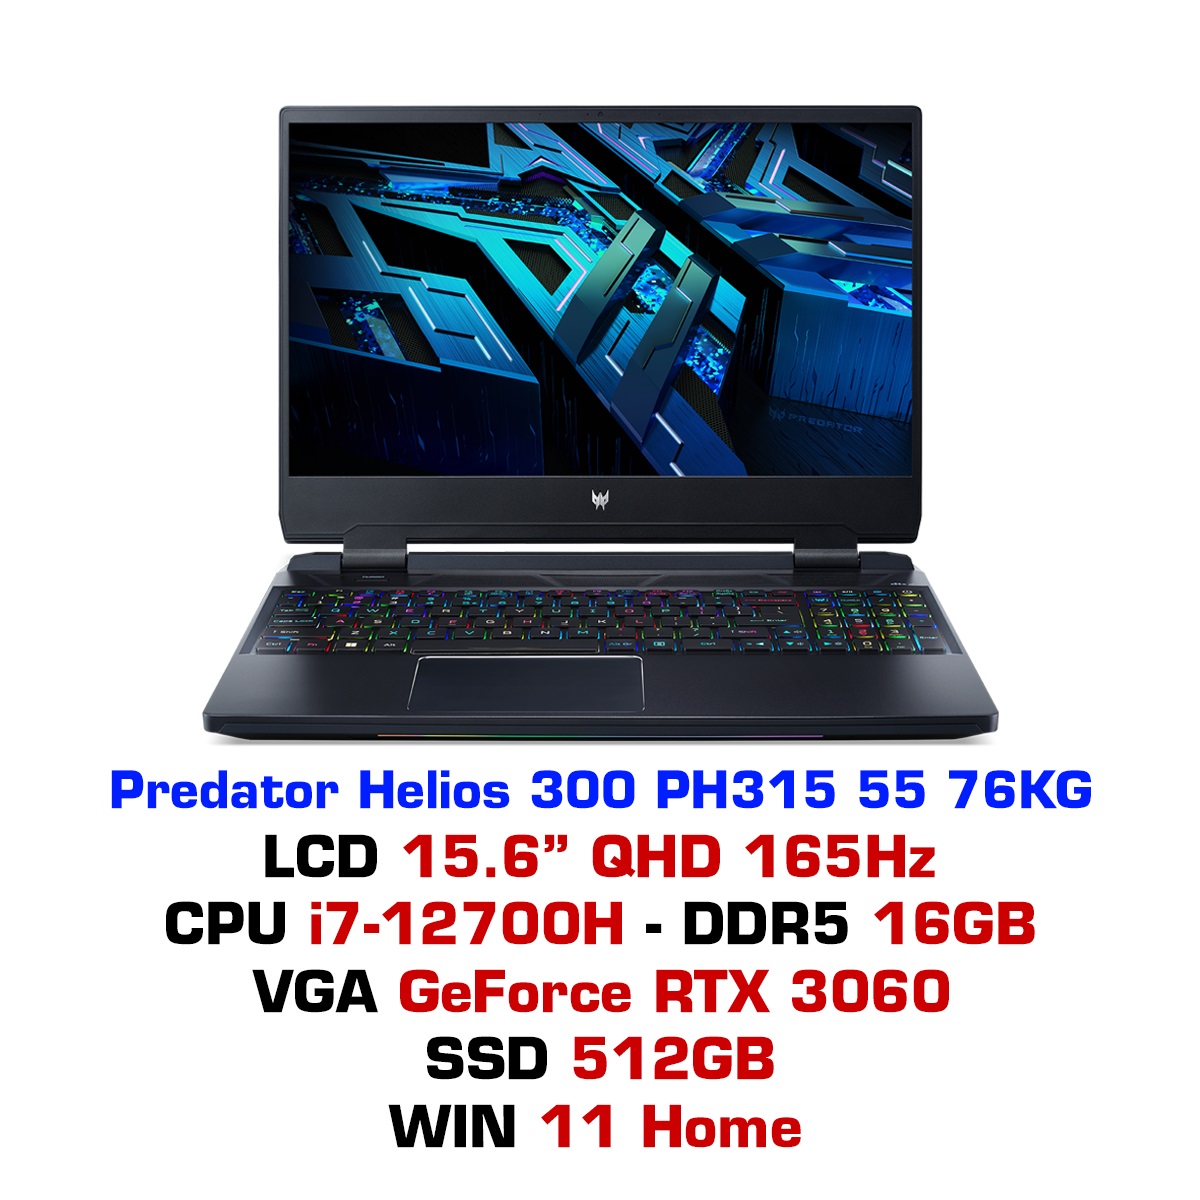 PREDATOR
Predator Helios 300 PH315 55 76KG
LCD 15.6” QHD 165Hz
CPU i7-12700H - DDR5 16GB
VGA GeForce RTX 3060
SSD 512GB
WIN 11 Home